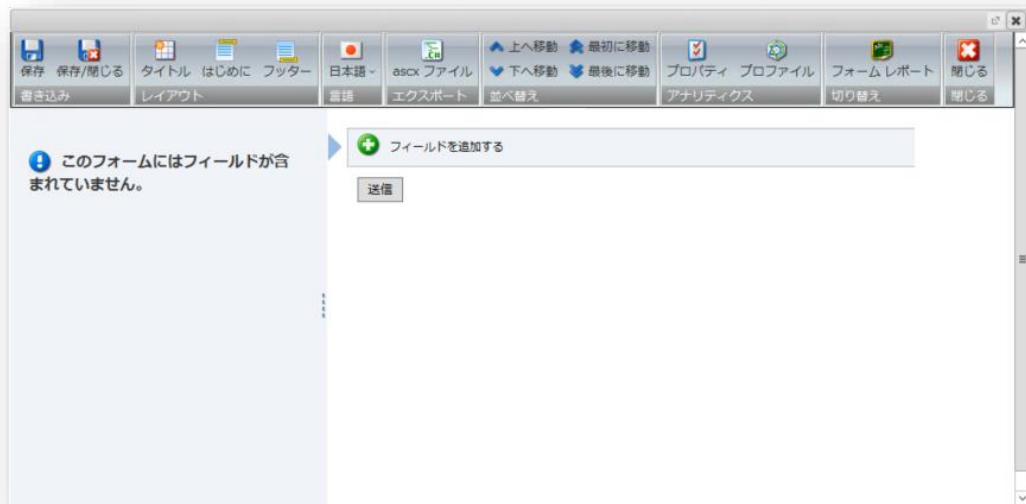 保存 保存/閉じる タイトル はじめに フッター 日本語 ascx ファイル 上へ移動 最初に移動 下へ移動 最後に移動 プロパティ プロファイル フォーム レポート 閉じる
書き込み レイアウト 言語 エクスポート 並べ替え アナリティクス 切り替え 閉じる
このフォームにはフィールドが含
まれていません。
フィールドを追加する
送信